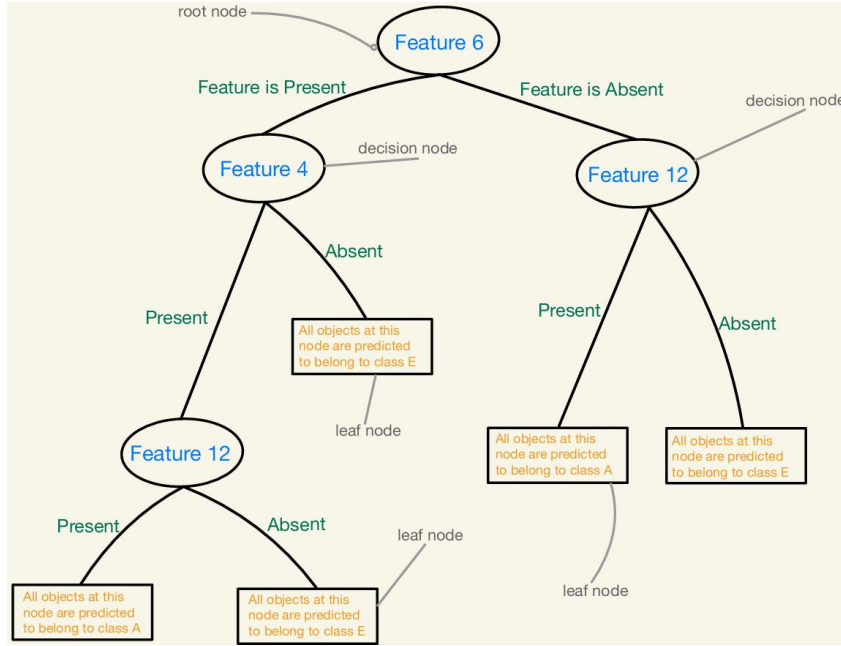 root node
Feature 6
Feature is Present
Feature is Absent
decision node
decision node
Feature 4
Feature 12
Absent
Present
All objects at this
node are predicted
to belong to class E
leaf node
Present
Absent
All objects at this
node are predicted
to belong to class A
All objects at this
node are predicted
to belong to class E
leaf node
Feature 12
Present
Absent
leaf node
All objects at this
node are predicted
to belong to class A
All objects at this
node are predicted
to belong to class E